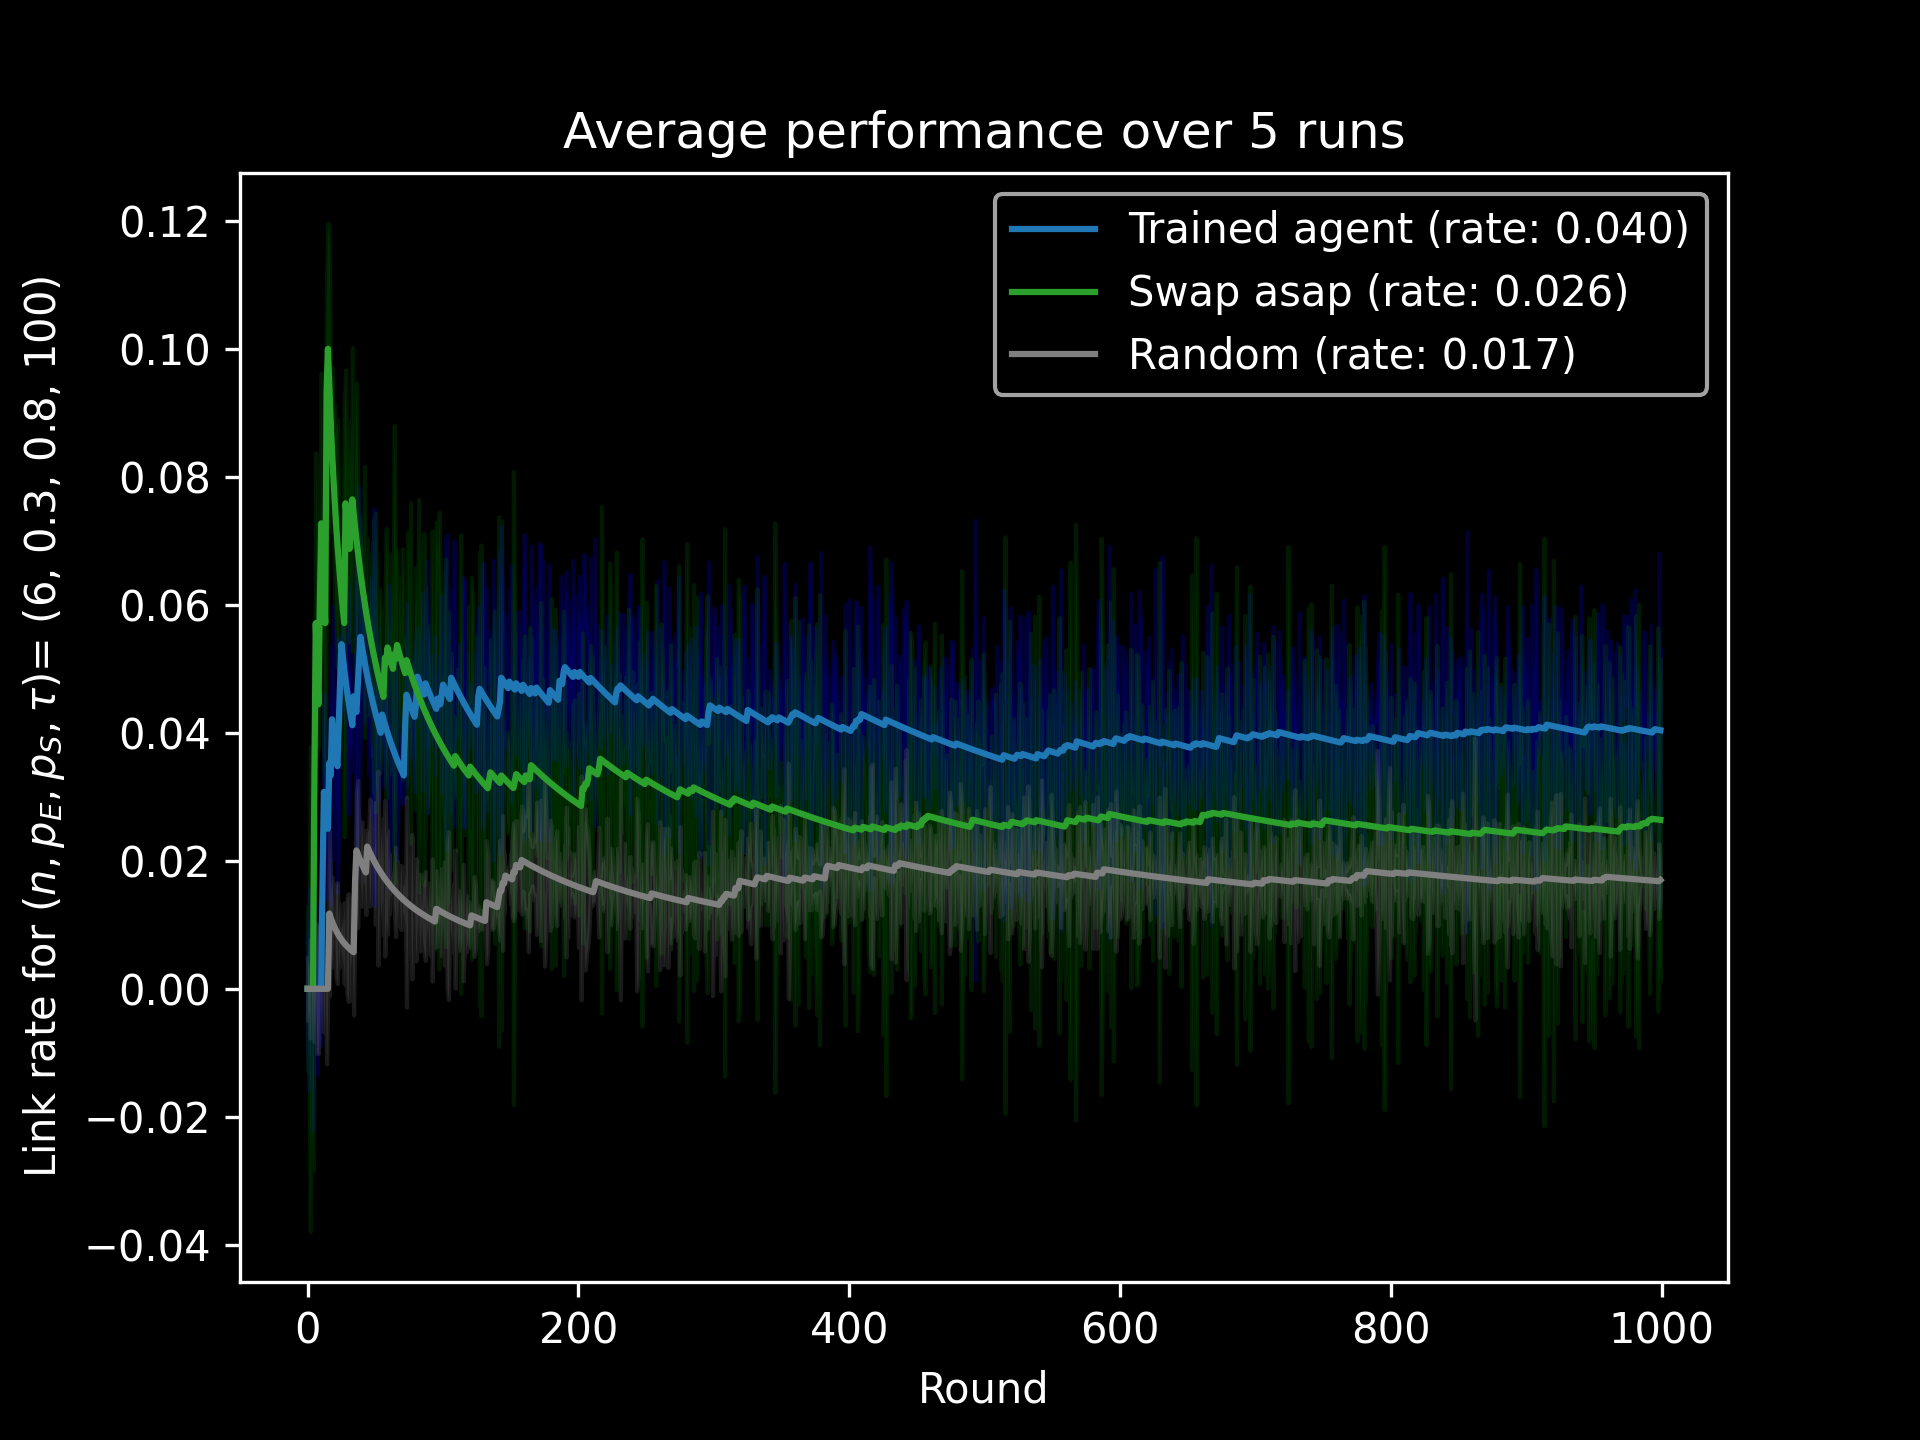 Average performance over 5 runs
Trained agent (rate: 0.040)
Swap asap (rate: 0.026)
Random (rate: 0.017)
Link rate for (n, p_E, p_S, τ)= (6, 0.3, 0.8, 100)
0.12
0.10
0.08
0.06
0.04
0.02
0.00
−0.02
−0.04
0 200 400 600 800 1000
Round